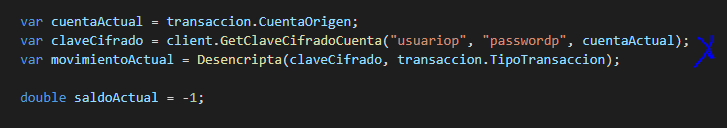 var cuentaActual = transaccion.CuentaOrigen;
var claveCifrado = client.GetClaveCifradoCuenta("usuariop", "passwordp", cuentaActual);
var movimientoActual = Desencripta(claveCifrado, transaccion.TipoTransaccion);
double saldoActual = -1;